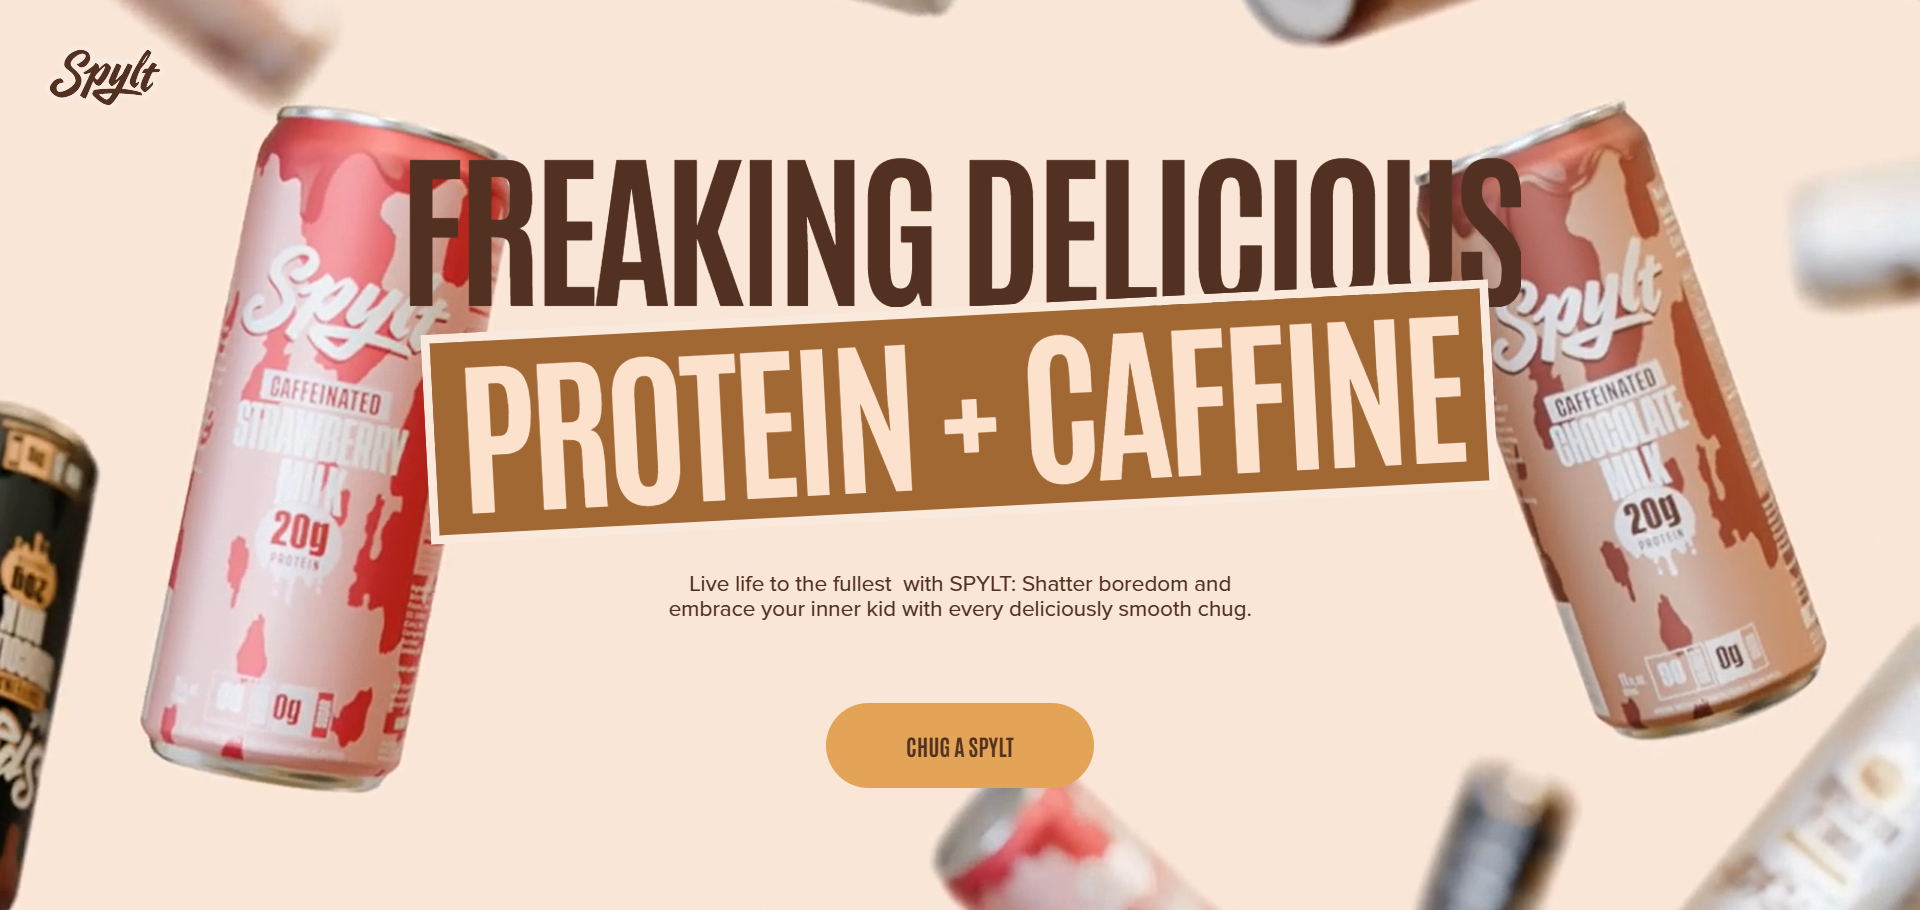 Spylt
FREAKING DELICIOUS
PROTEIN + CAFFINE
Spylt
CAFFEINATED
STRAWBERRY
MILK
20g
PROTEIN
0g
Spylt
CAFFEINATED
CHOCOLATE
MILK
20g
PROTEIN
80
0g
Live life to the fullest  with SPYLT: Shatter boredom and
embrace your inner kid with every deliciously smooth chug.
CHUG A SPYLT